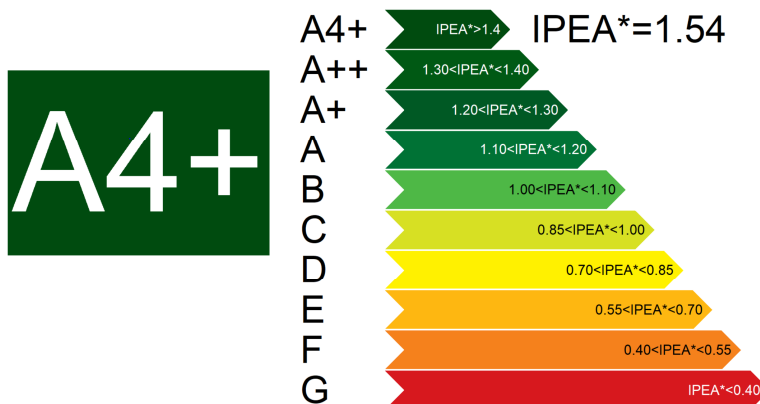 A4+
A4+ IPEA*>1.4 IPEA*=1.54
A++ 1.30<IPEA*<1.40
A+ 1.20<IPEA*<1.30
A 1.10<IPEA*<1.20
B 1.00<IPEA*<1.10
C 0.85<IPEA*<1.00
D 0.70<IPEA*<0.85
E 0.55<IPEA*<0.70
F 0.40<IPEA*<0.55
G IPEA*<0.40